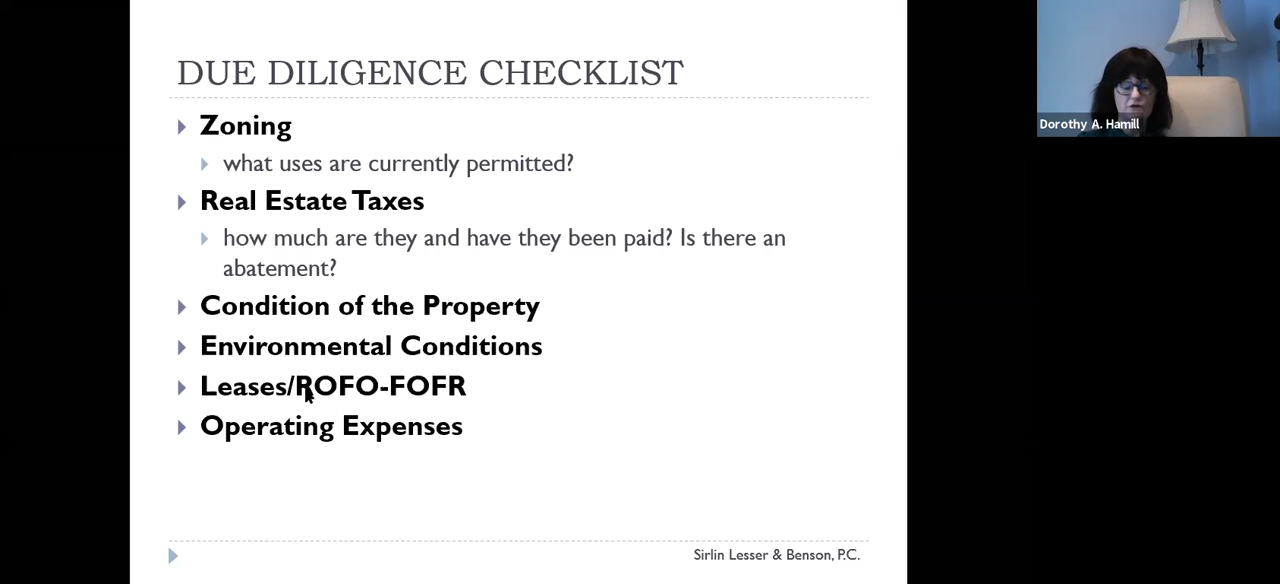 DUE DILIGENCE CHECKLIST
Zoning
what uses are currently permitted?
Real Estate Taxes
how much are they and have they been paid? Is there an
abatement?
Condition of the Property
Environmental Conditions
Leases/ROFO-FOFR
Operating Expenses
Sirlin Lesser & Benson, P.C.
Dorothy A. Hamill